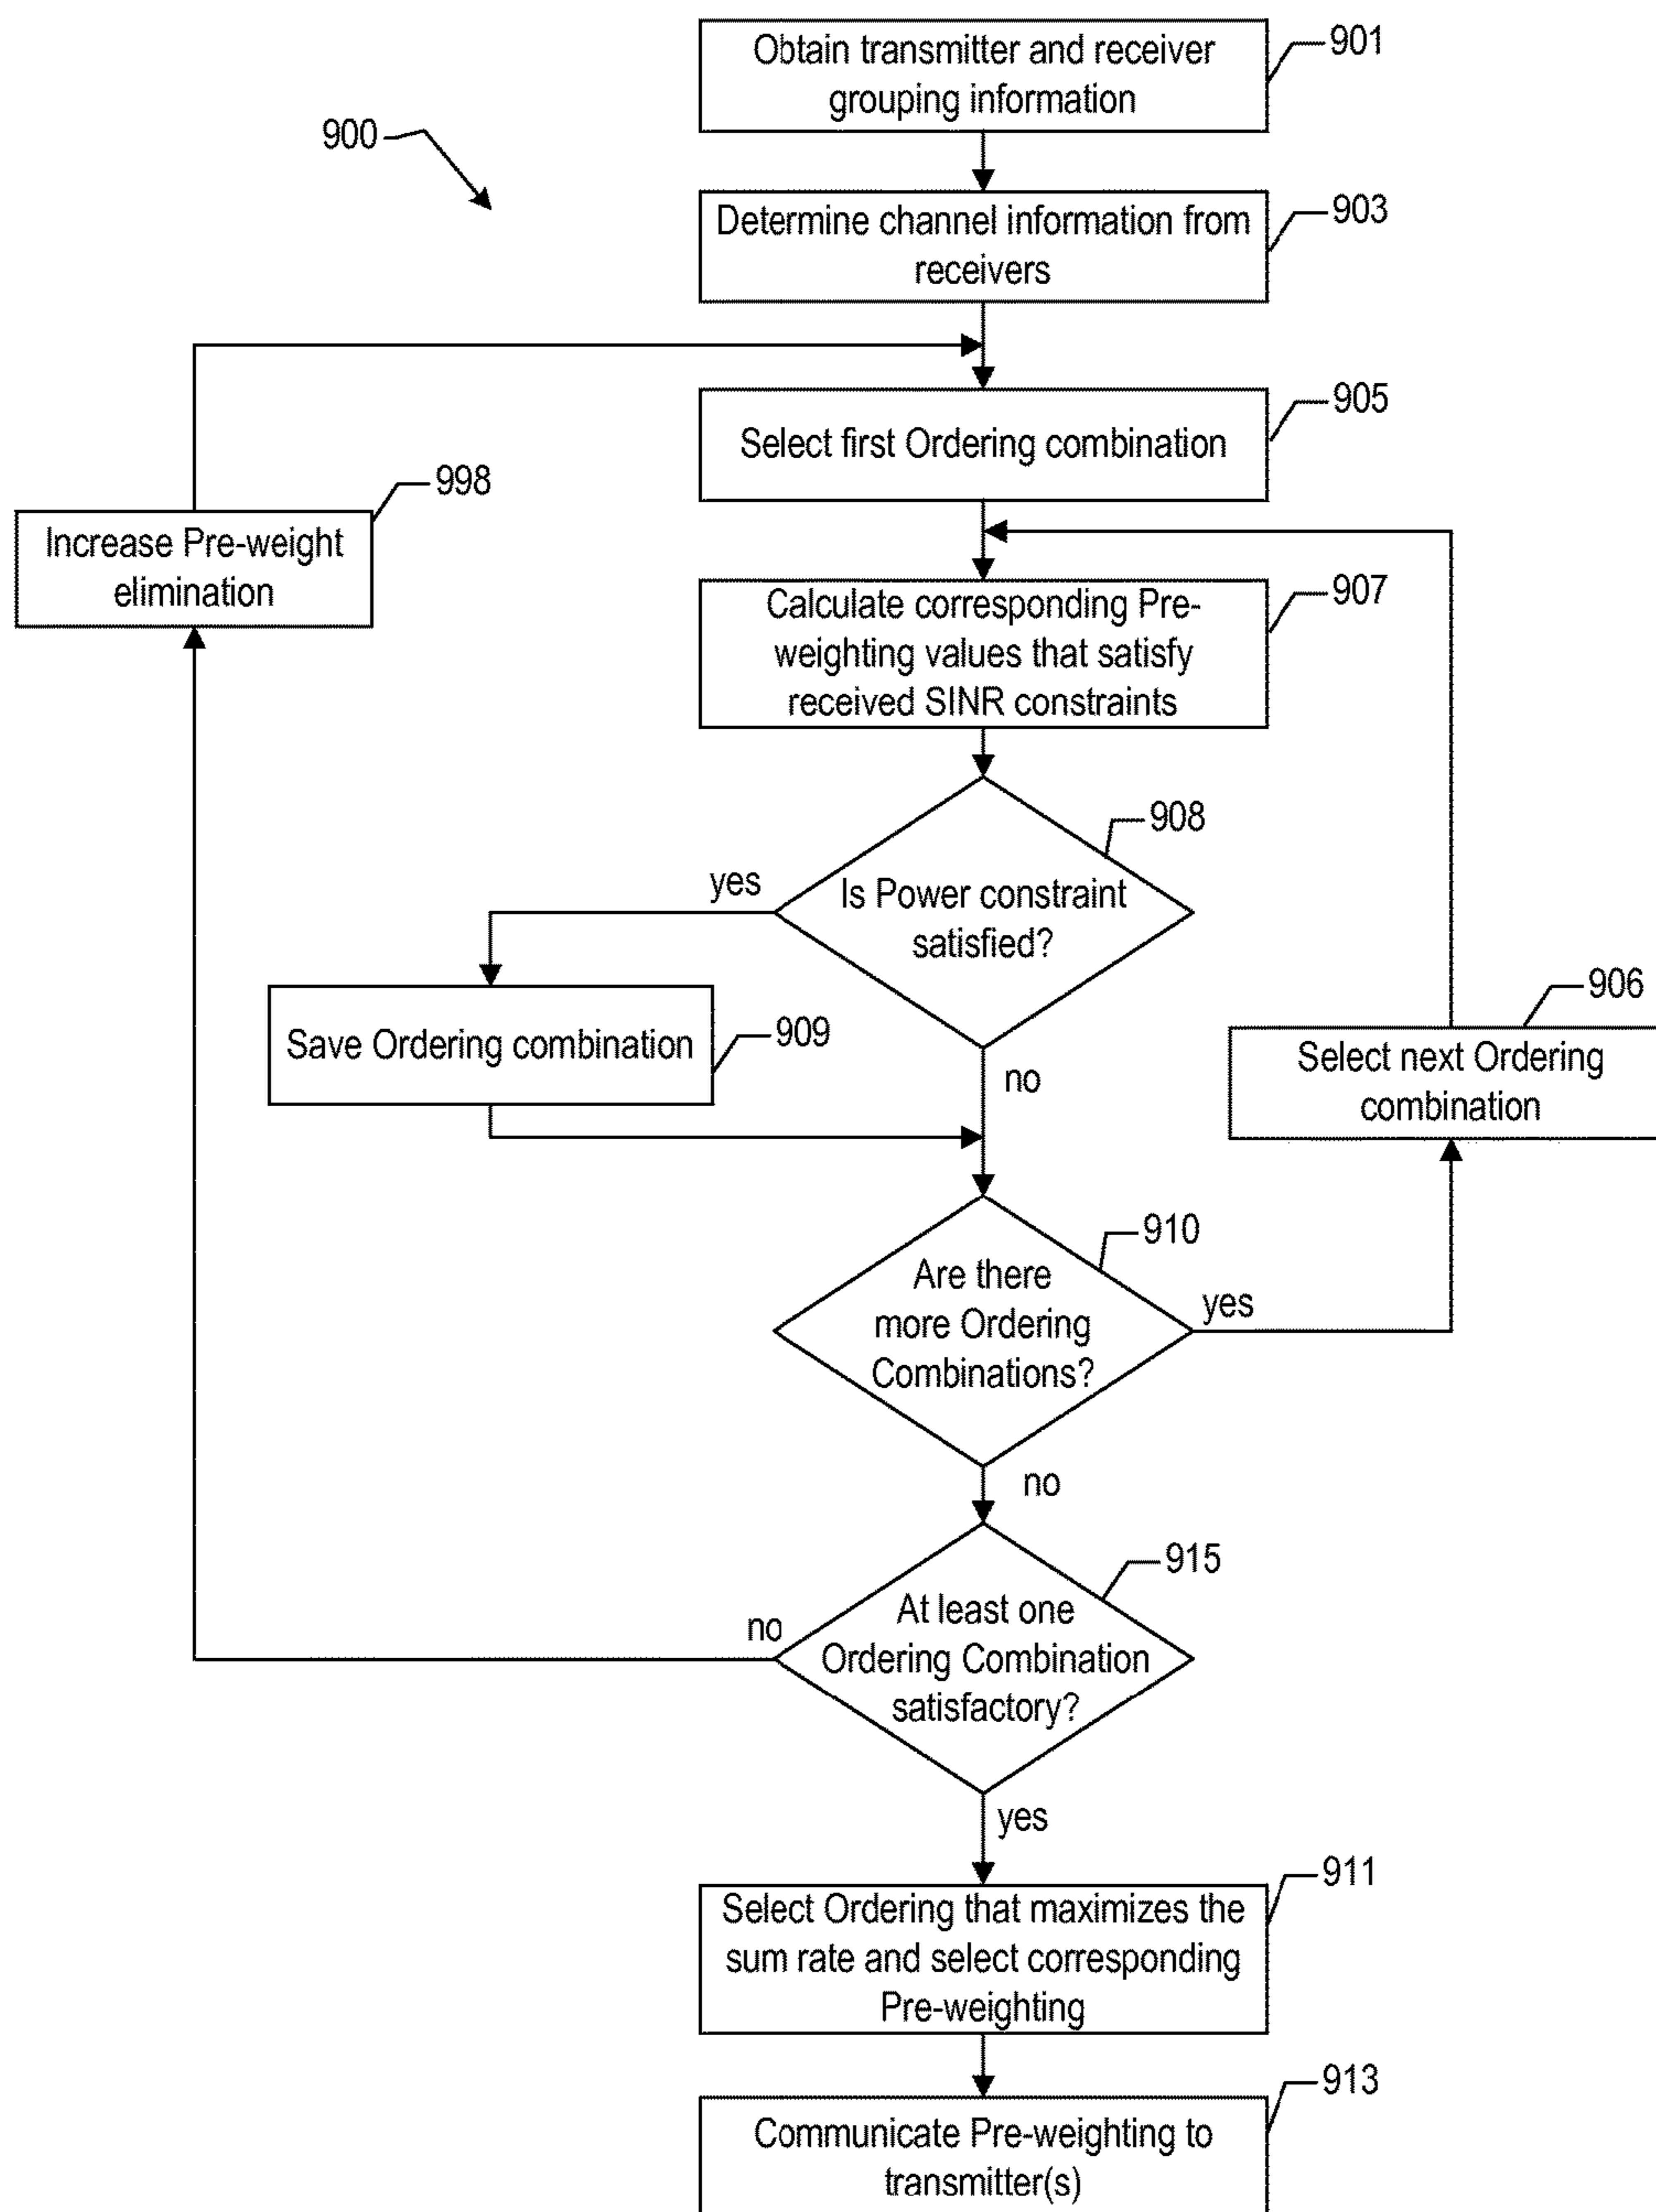 Obtain transmitter and receiver
grouping information
901
900
Determine channel information from
receivers
903
Select first Ordering combination
905
Increase Pre-weight
elimination
998
Calculate corresponding Pre-
weighting values that satisfy
received SINR constraints
907
Is Power constraint
satisfied?
908
yes
no
Save Ordering combination
909
Select next Ordering
combination
906
Are there
more Ordering
Combinations?
910
yes
no
At least one
Ordering Combination
satisfactory?
915
no
yes
Select Ordering that maximizes the
sum rate and select corresponding
Pre-weighting
911
Communicate Pre-weighting to
transmitter(s)
913